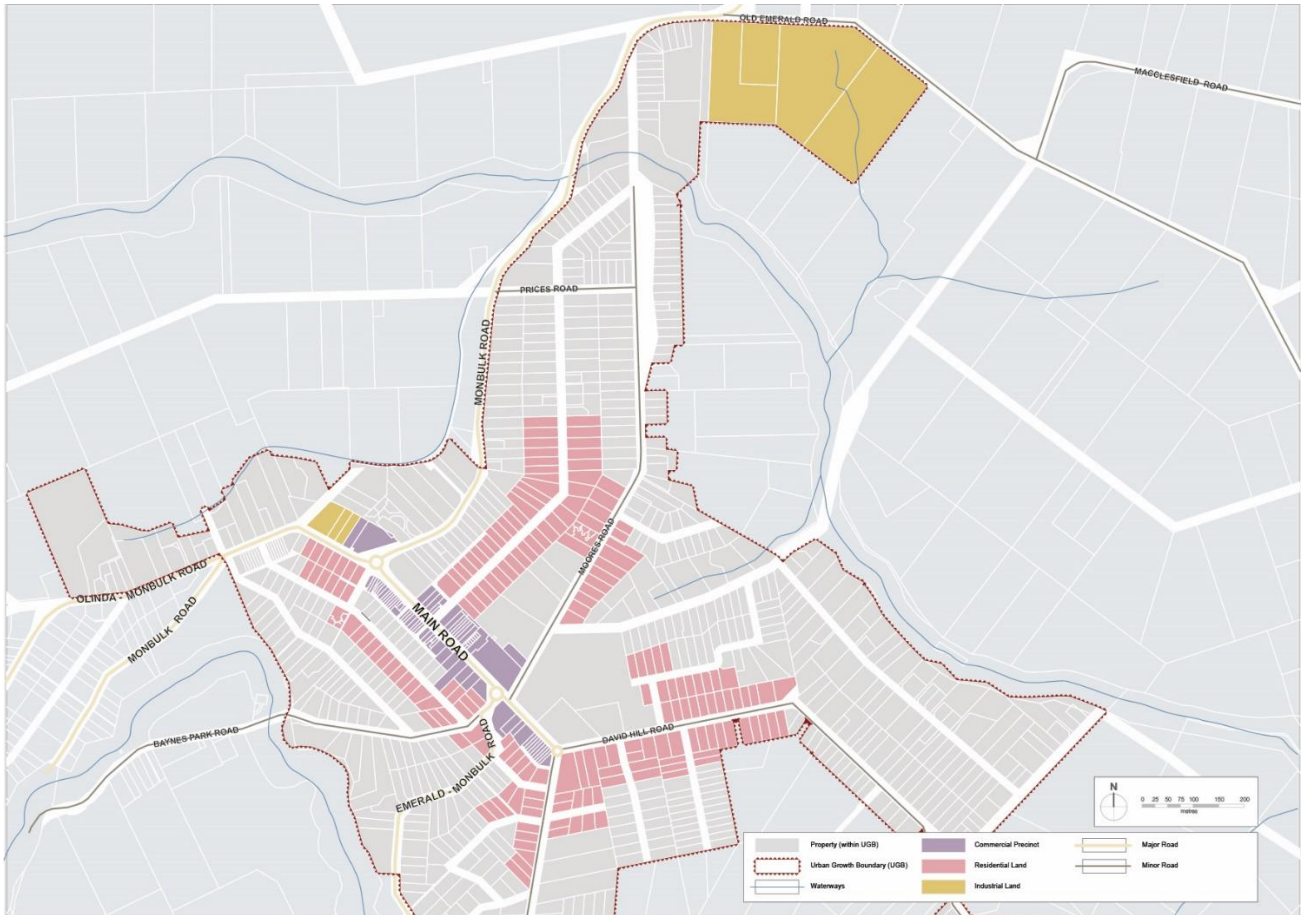 OLD EMERALD ROAD
MACCLESFIELD ROAD
PRICES ROAD
MONBULK ROAD
MOORES ROAD
OLINDA - MONBULK ROAD
MONBULK ROAD
MAIN ROAD
DAVID HILL ROAD
BAYNES PARK ROAD
EMERALD - MONBULK ROAD
N
0 25 50 75 100 150 200
metres
Property (within UGB)
Commercial Precinct
Major Road
Urban Growth Boundary (UGB)
Residential Land
Minor Road
Waterways
Industrial Land